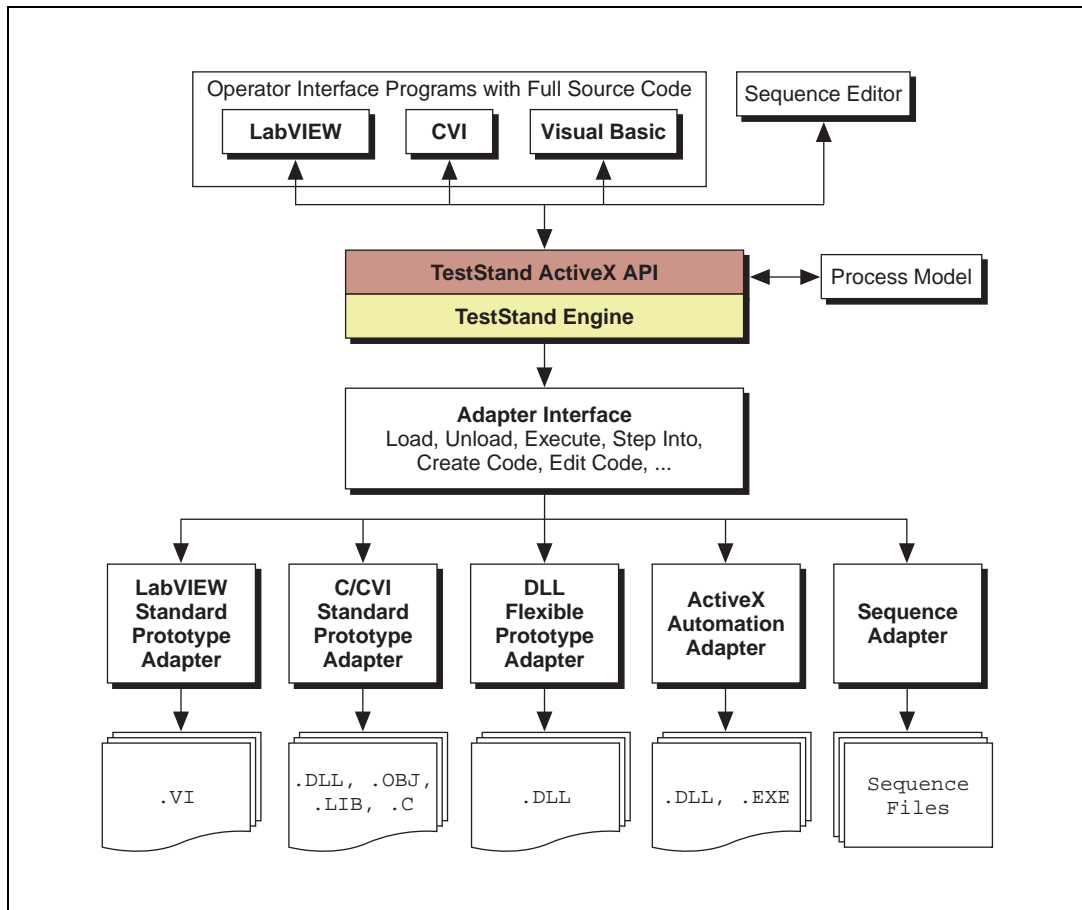 Operator Interface Programs with Full Source Code
LabVIEW
CVI
Visual Basic
Sequence Editor
TestStand ActiveX API
TestStand Engine
Process Model
Adapter Interface
Load, Unload, Execute, Step Into,
Create Code, Edit Code, ...
LabVIEW
Standard
Prototype
Adapter
C/CVI
Standard
Prototype
Adapter
DLL
Flexible
Prototype
Adapter
ActiveX
Automation
Adapter
Sequence
Adapter
.VI
.DLL, .OBJ,
.LIB, .C
.DLL
.DLL, .EXE
Sequence
Files